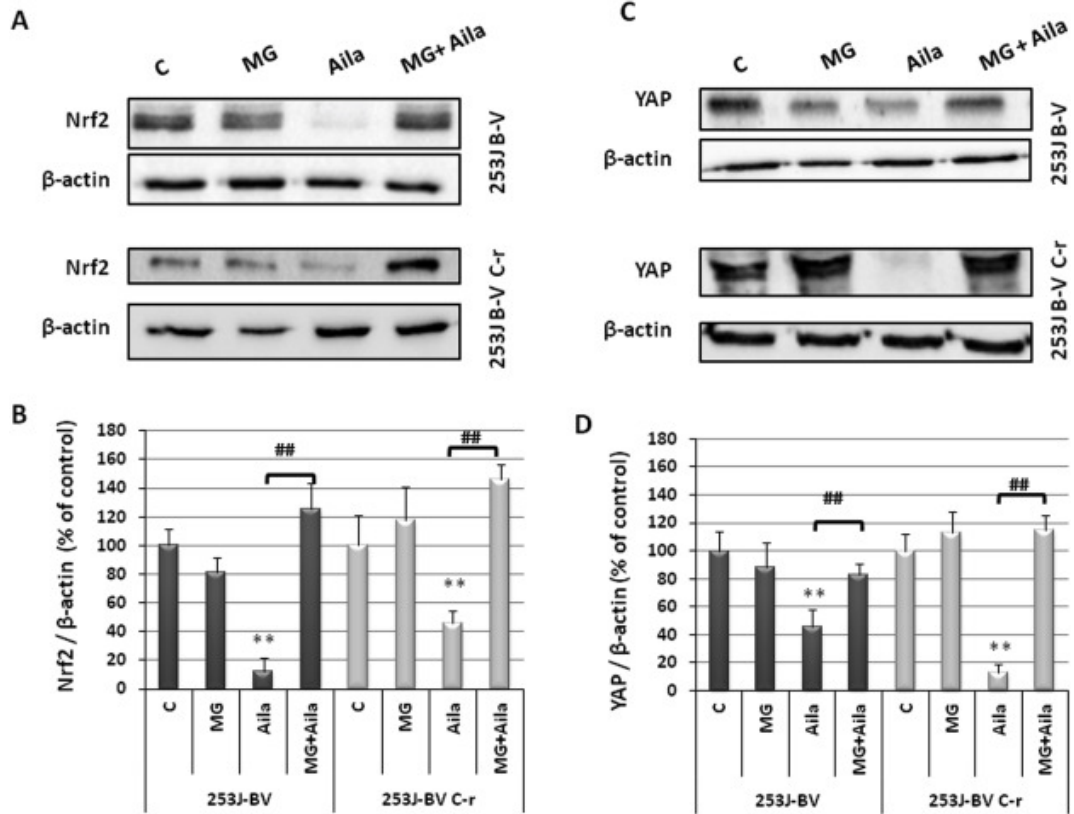 A
C MG Aila MG+ Aila
Nrf2
β-actin
253J B-V
Nrf2
β-actin
253J B-V C-r
C
C MG Aila MG + Aila
YAP
β-actin
253J B-V
YAP
β-actin
253J B-V C-r
B
Nrf2 / β-actin (% of control)
180
160
140
120
100
80
60
40
20
0
##
##
**
**
C MG Aila MG+Aila C MG Aila MG+Aila
253J-BV 253J-BV C-r
D
YAP / β-actin (% of control)
180
160
140
120
100
80
60
40
20
0
##
##
**
**
C MG Aila MG+Aila C MG Aila MG+Aila
253J-BV 253J-BV C-r